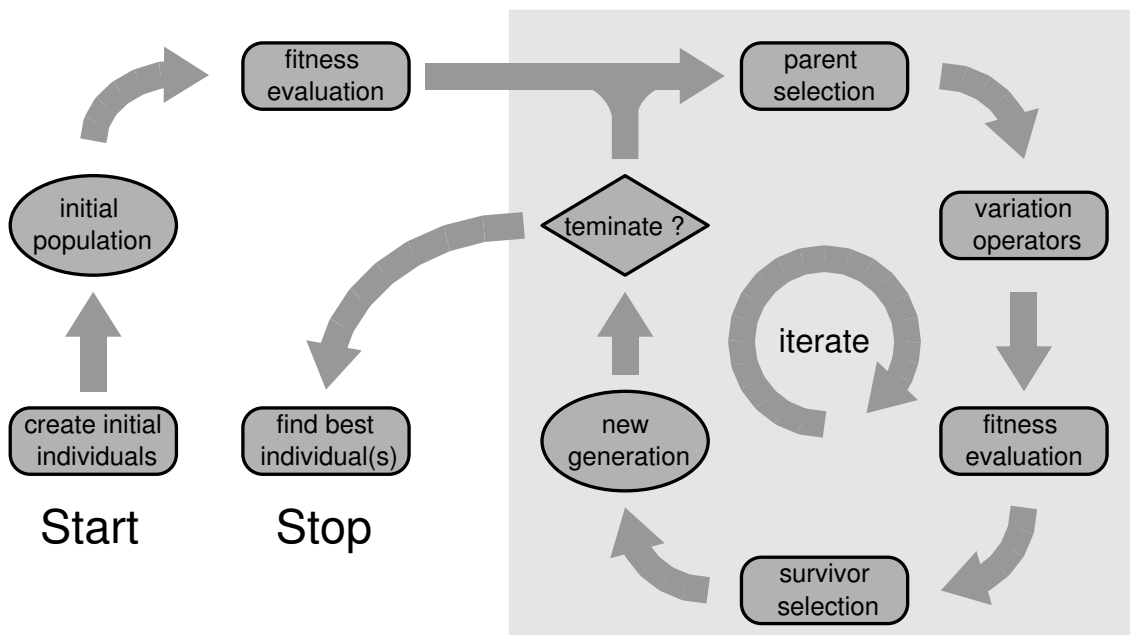 fitness
evaluation
parent
selection
initial
population
teminate ?
variation
operators
iterate
create initial
individuals
find best
individual(s)
new
generation
fitness
evaluation
Start
Stop
survivor
selection